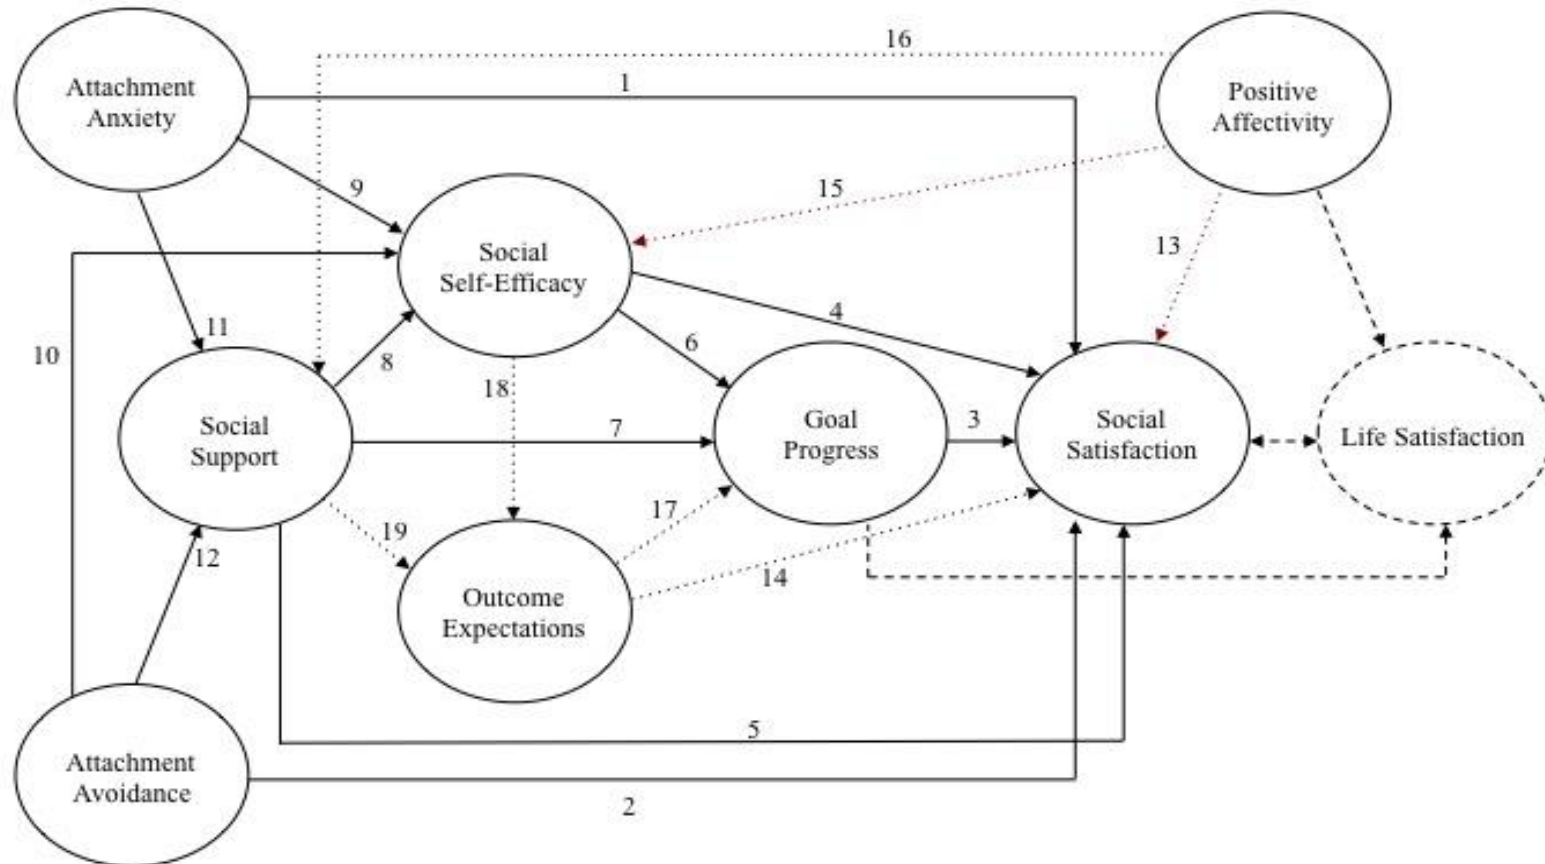 16
Attachment
Anxiety
1
Positive
Affectivity
9
15
Social
Self-Efficacy
13
11
10
4
6
8
18
Social
Support
7
Goal
Progress
3
Social
Satisfaction
Life Satisfaction
19
17
12
14
Outcome
Expectations
5
Attachment
Avoidance
2